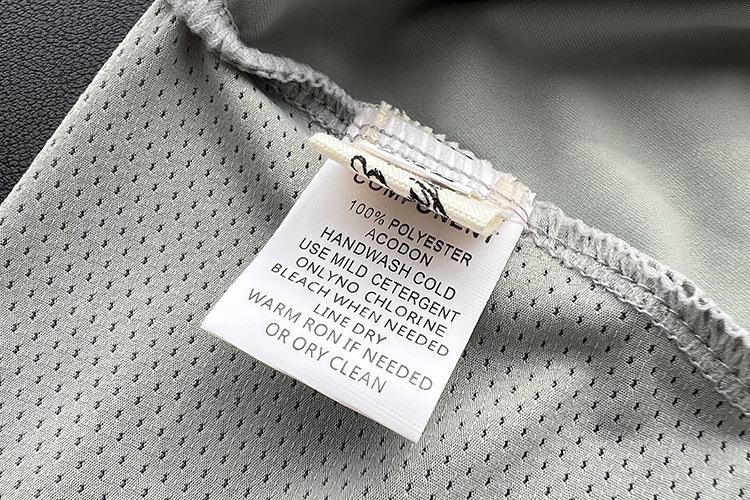 COMPONENT
100% POLYESTER
ACODON
HANDWASH COLD
USE MILD CETERGENT
ONLYNO CHLORINE
BLEACH WHEN NEEDED
LINE DRY
WARM RON IF NEEDED
OR ORY CLEAN